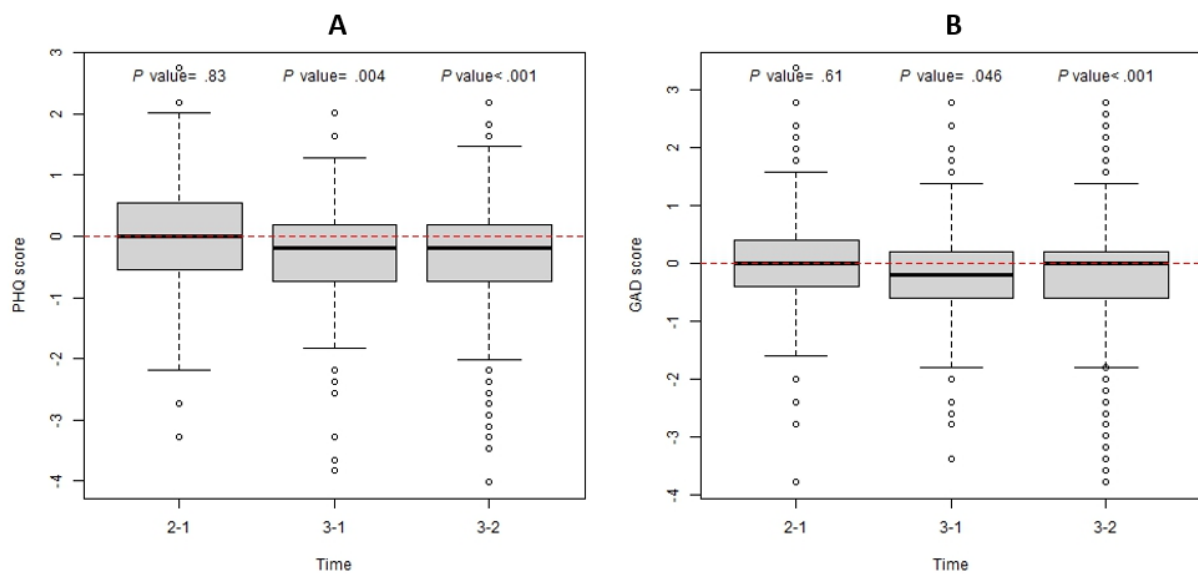 A
P value= .83 P value= .004 P value< .001
3
2
1
0
-1
-2
-3
-4
PHQ score
2-1 3-1 3-2
Time
B
P value= .61 P value= .046 P value< .001
3
2
1
0
-1
-2
-3
-4
GAD score
2-1 3-1 3-2
Time